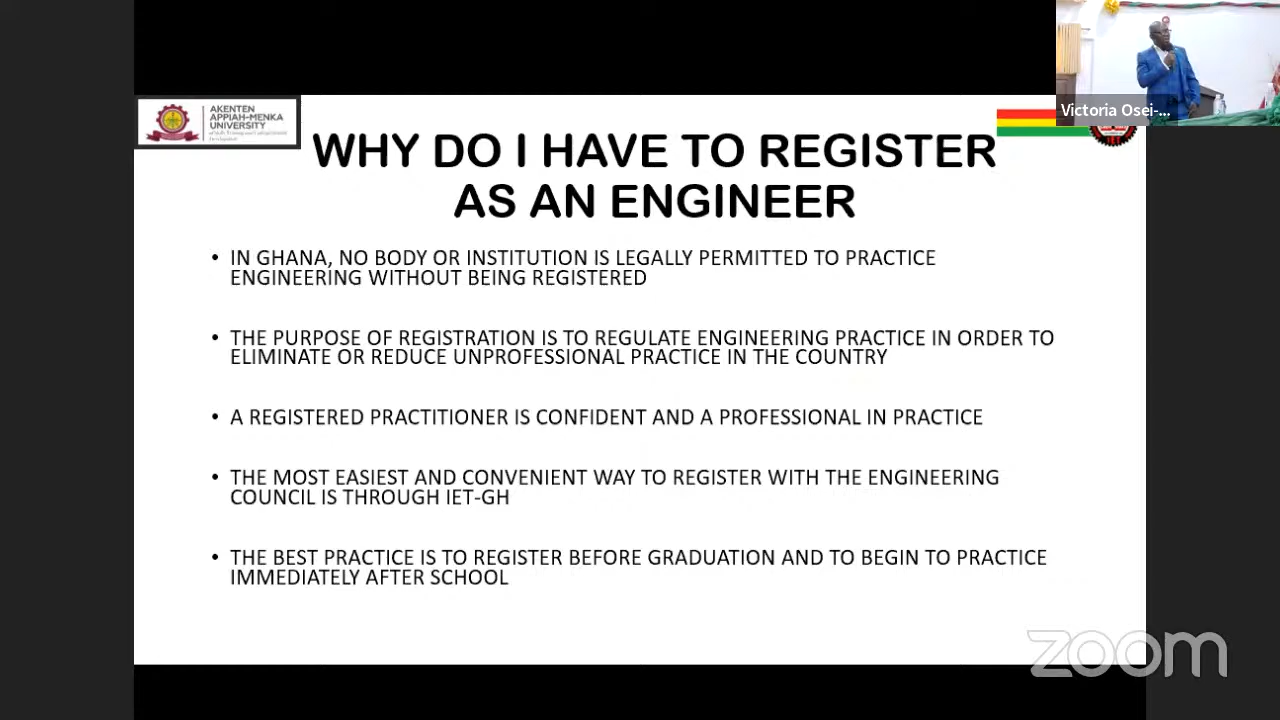 AKENTEN
APPIAH-MENKA
UNIVERSITY
WHY DO I HAVE TO REGISTER
AS AN ENGINEER
Victoria Osei-...
• IN GHANA, NO BODY OR INSTITUTION IS LEGALLY PERMITTED TO PRACTICE
ENGINEERING WITHOUT BEING REGISTERED
• THE PURPOSE OF REGISTRATION IS TO REGULATE ENGINEERING PRACTICE IN ORDER TO
ELIMINATE OR REDUCE UNPROFESSIONAL PRACTICE IN THE COUNTRY
• A REGISTERED PRACTITIONER IS CONFIDENT AND A PROFESSIONAL IN PRACTICE
• THE MOST EASIEST AND CONVENIENT WAY TO REGISTER WITH THE ENGINEERING
COUNCIL IS THROUGH IET-GH
• THE BEST PRACTICE IS TO REGISTER BEFORE GRADUATION AND TO BEGIN TO PRACTICE
IMMEDIATELY AFTER SCHOOL
zoom